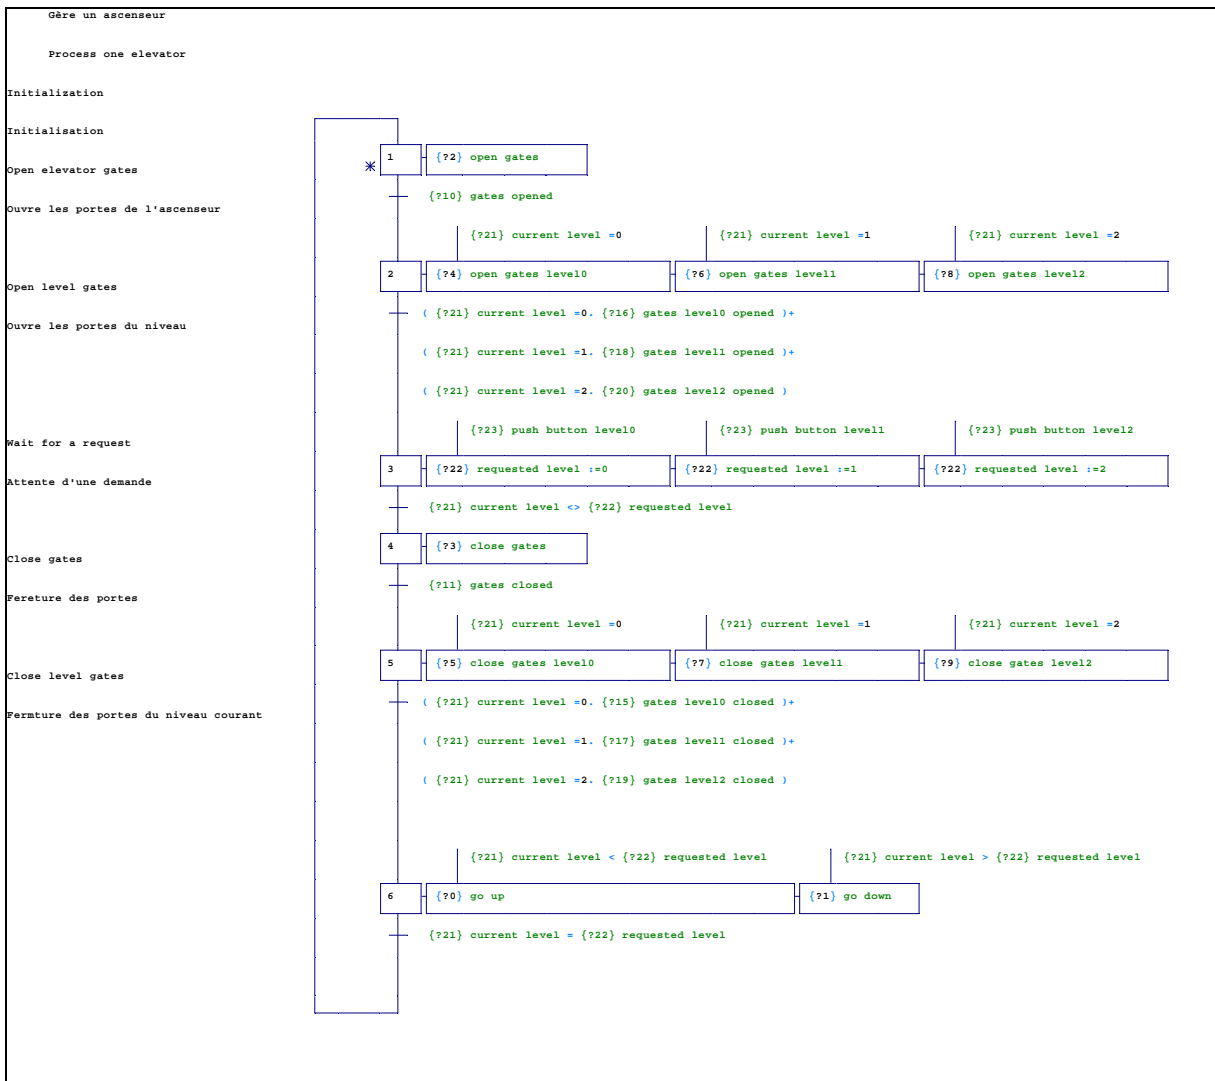 Gère un ascenseur
Process one elevator
Initialization
Initialisation
1 {?2} open gates
Open elevator gates
{?10} gates opened
Ouvre les portes de l'ascenseur
{?21} current level =0 {?21} current level =1 {?21} current level =2
2 {?4} open gates level0 {?6} open gates level1 {?8} open gates level2
Open level gates
( {?21} current level =0. {?16} gates level0 opened )+
Ouvre les portes du niveau
( {?21} current level =1. {?18} gates level1 opened )+
( {?21} current level =2. {?20} gates level2 opened )
{?23} push button level0 {?23} push button level1 {?23} push button level2
Wait for a request
3 {?22} requested level :=0 {?22} requested level :=1 {?22} requested level :=2
Attente d'une demande
{?21} current level <> {?22} requested level
4 {?3} close gates
Close gates
{?11} gates closed
Fereture des portes
{?21} current level =0 {?21} current level =1 {?21} current level =2
5 {?5} close gates level0 {?7} close gates level1 {?9} close gates level2
Close level gates
( {?21} current level =0. {?15} gates level0 closed )+
Fermture des portes du niveau courant
( {?21} current level =1. {?17} gates level1 closed )+
( {?21} current level =2. {?19} gates level2 closed )
{?21} current level < {?22} requested level {?21} current level > {?22} requested level
6 {?0} go up {?1} go down
{?21} current level = {?22} requested level